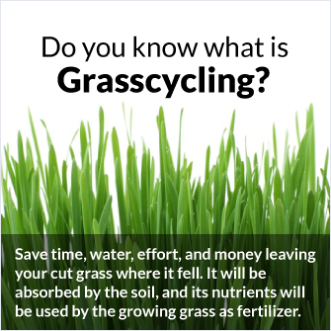 Do you know what is
Grasscycling?
Save time, water, effort, and money leaving
your cut grass where it fell. It will be
absorbed by the soil, and its nutrients will
be used by the growing grass as fertilizer.